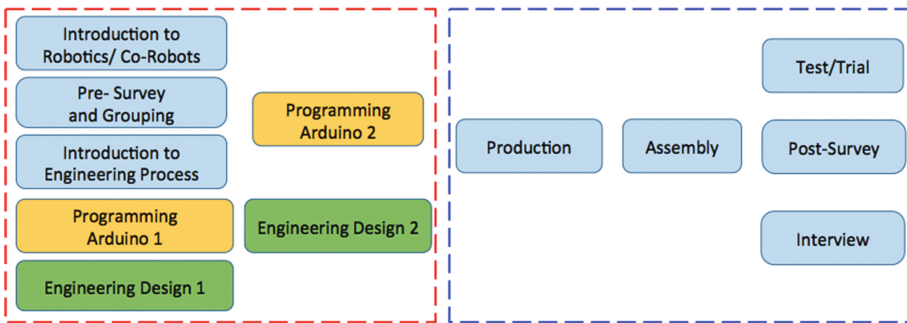 Introduction to
Robotics/ Co-Robots
Pre- Survey
and Grouping
Introduction to
Engineering Process
Programming
Arduino 1
Engineering Design 1
Programming
Arduino 2
Engineering Design 2
Production
Assembly
Test/Trial
Post-Survey
Interview